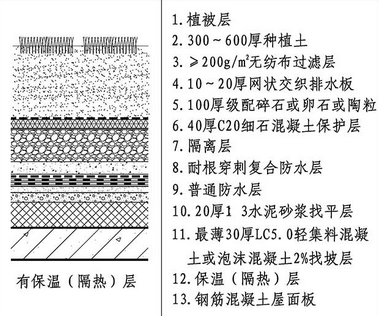 1.植被层
2.300~600厚种植土
3.≥200g/㎡无纺布过滤层
4.10~20厚网状交织排水板
5.100厚级配碎石或卵石或陶粒
6.40厚C20细石混凝土保护层
7.隔离层
8.耐根穿刺复合防水层
9.普通防水层
10.20厚1 3水泥砂浆找平层
11.最薄30厚LC5.0轻集料混凝
土或泡沫混凝土2%找坡层
12.保温(隔热)层
13.钢筋混凝土屋面板
有保温(隔热)层